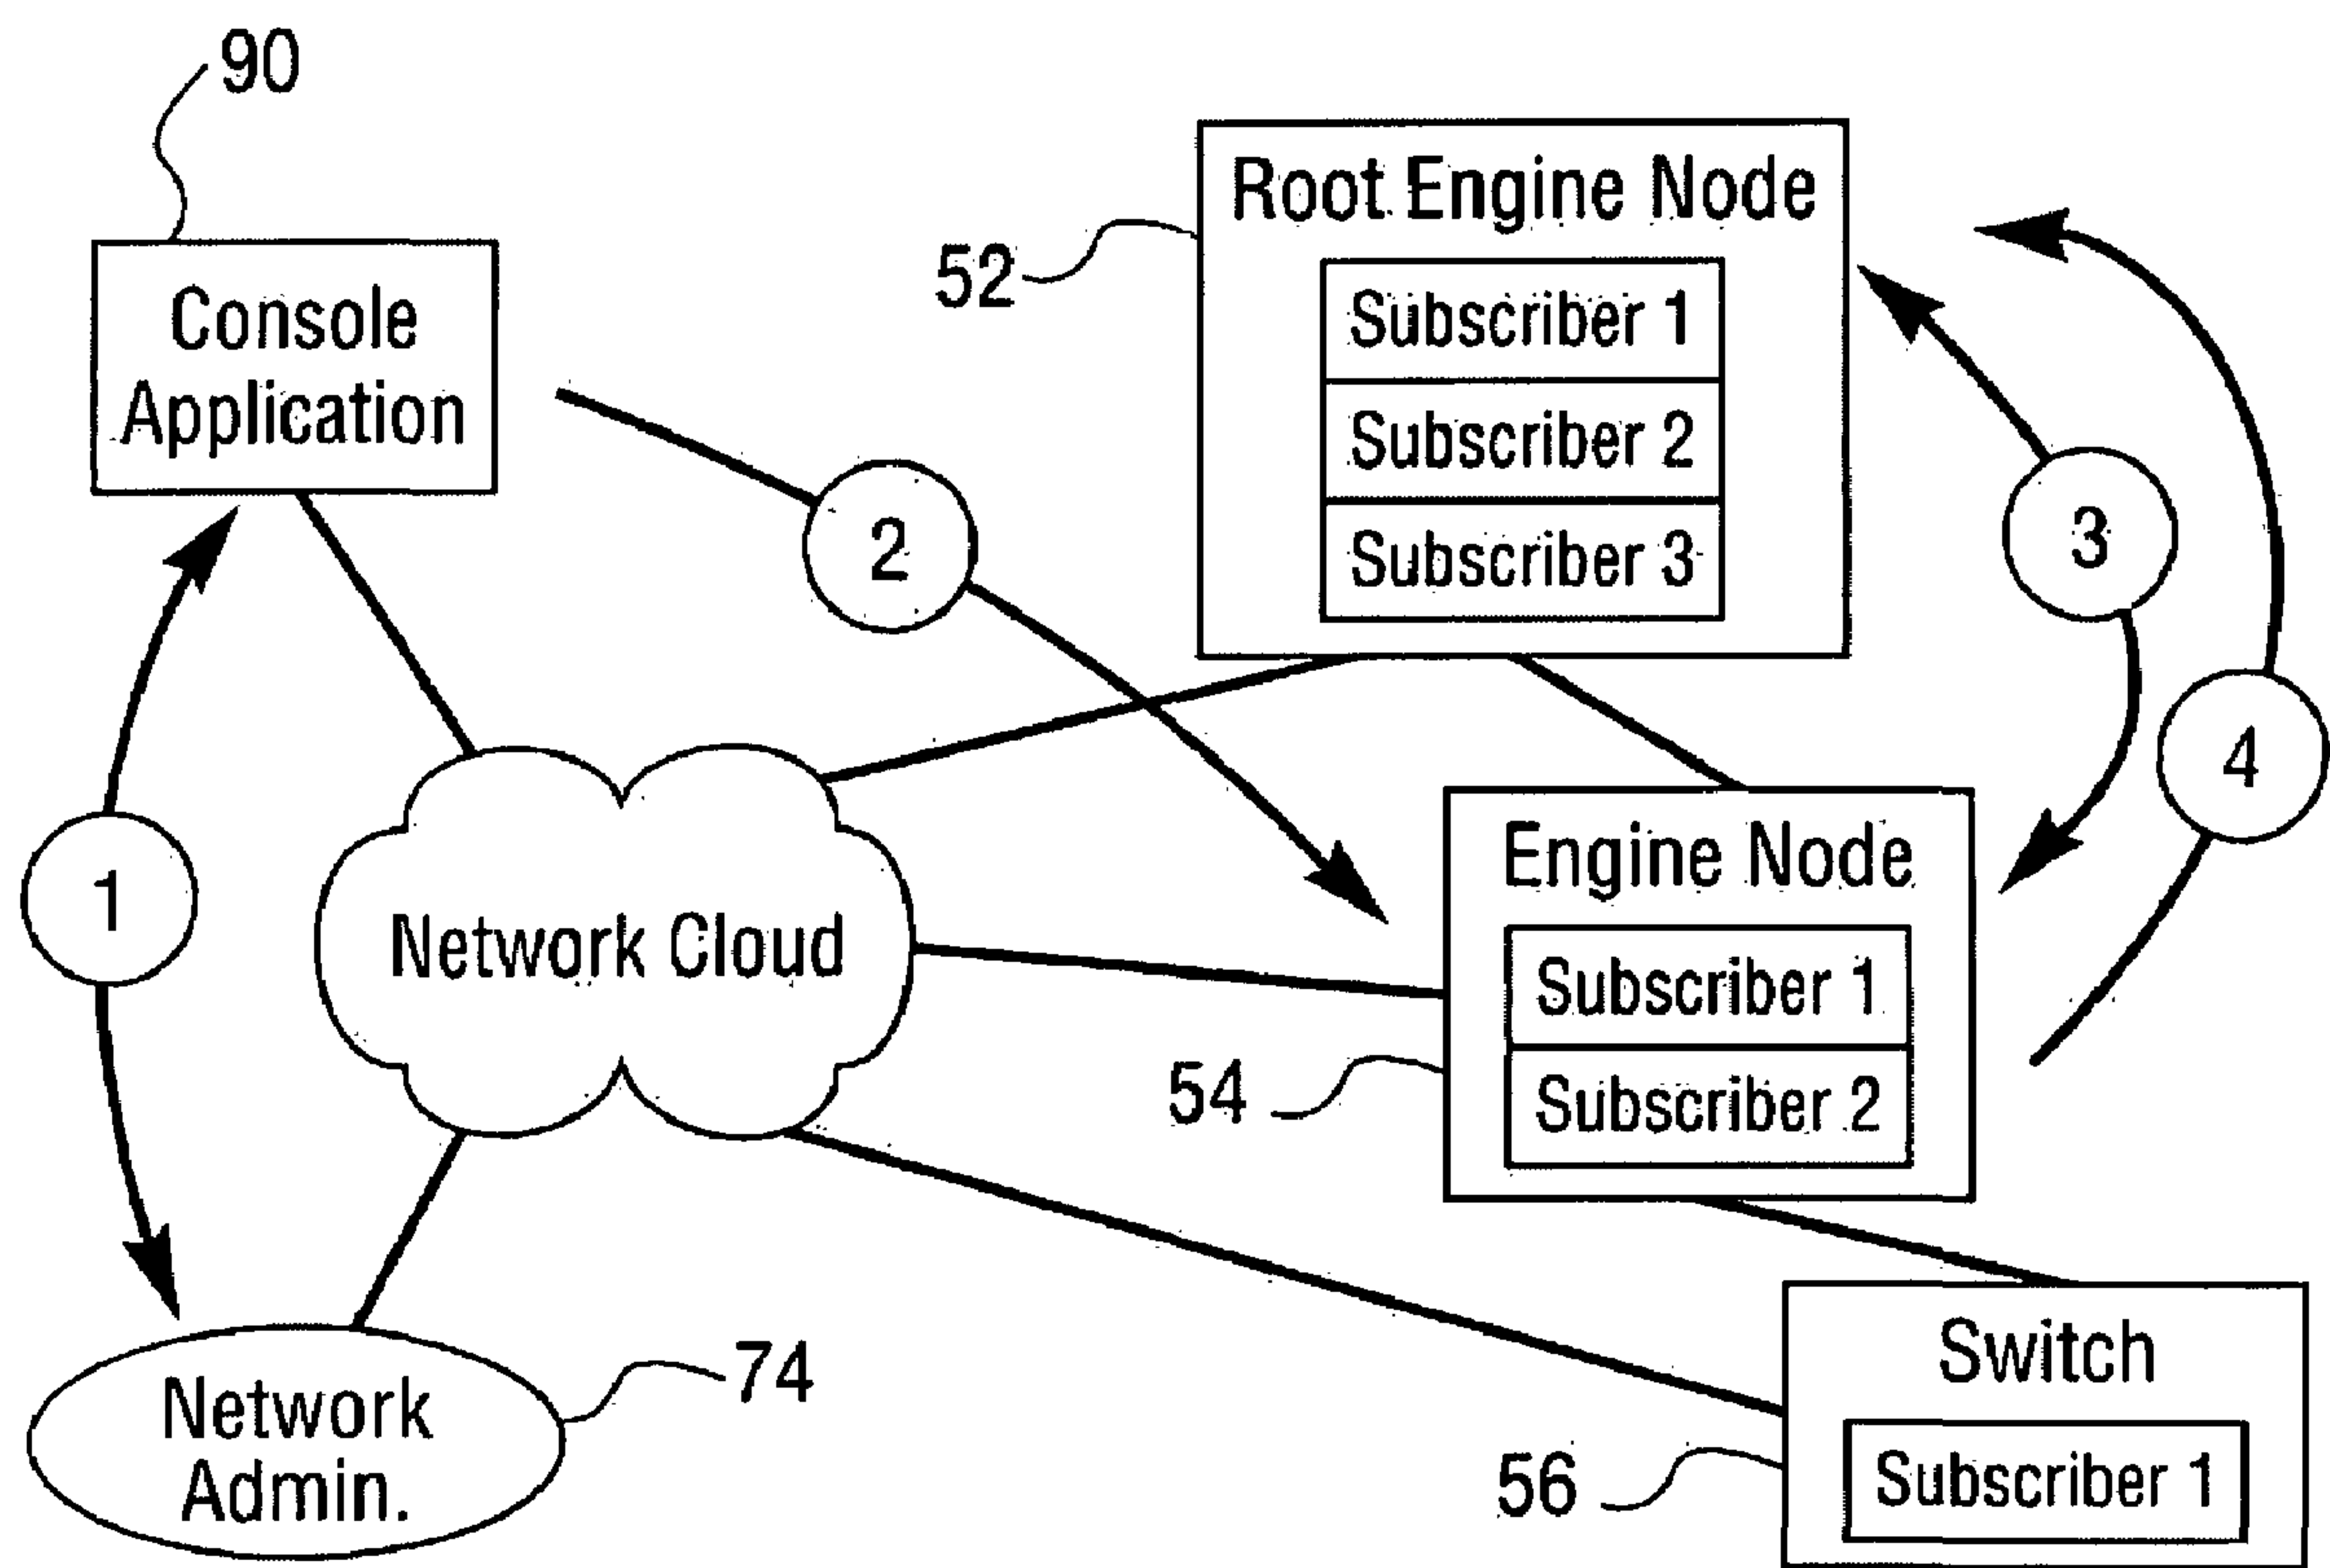 90
Console
Application
52
Root Engine Node
Subscriber 1
Subscriber 2
Subscriber 3
2
3
4
1
Network Cloud
Engine Node
Subscriber 1
Subscriber 2
54
Network
Admin.
74
Switch
Subscriber 1
56